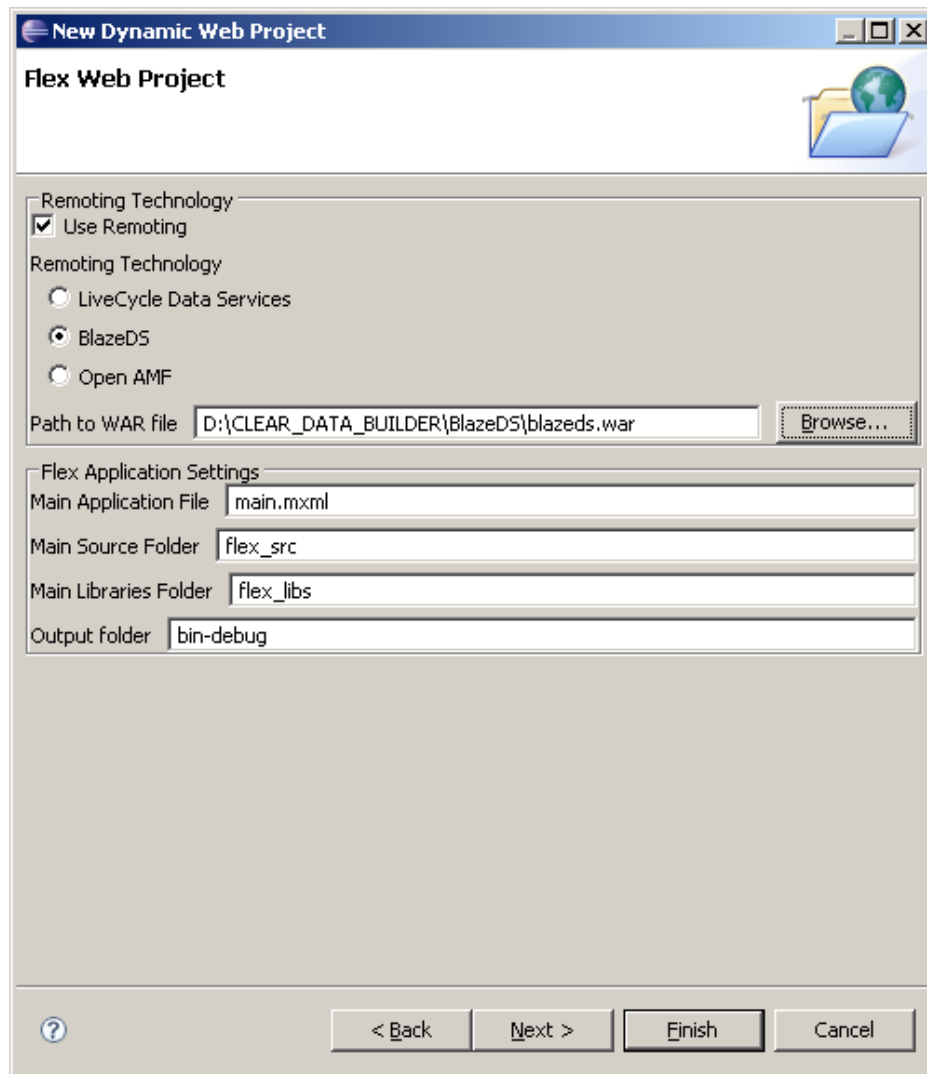 New Dynamic Web Project
Flex Web Project
Remoting Technology
Use Remoting
Remoting Technology
LiveCycle Data Services
BlazeDS
Open AMF
Path to WAR file D:\CLEAR_DATA_BUILDER\BlazeDS\blazeds.war Browse...
Flex Application Settings
Main Application File main.mxml
Main Source Folder flex_src
Main Libraries Folder flex_libs
Output folder bin-debug
? < Back Next > Finish Cancel